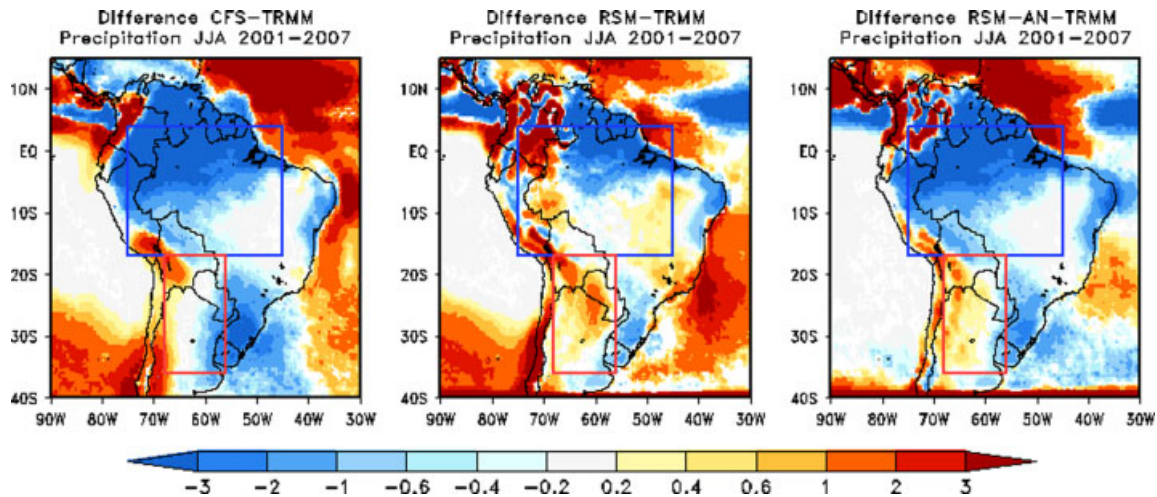 Difference CFS-TRMM
Precipitation JJA 2001-2007
Difference RSM-TRMM
Precipitation JJA 2001-2007
Difference RSM-AN-TRMM
Precipitation JJA 2001-2007
10N
EQ
10S
20S
30S
40S
90W 80W 70W 60W 50W 40W 30W
10N
EQ
10S
20S
30S
40S
90W 80W 70W 60W 50W 40W 30W
10N
EQ
10S
20S
30S
40S
90W 80W 70W 60W 50W 40W 30W
-3 -2 -1 -0.6 -0.4 -0.2 0.2 0.4 0.6 1 2 3